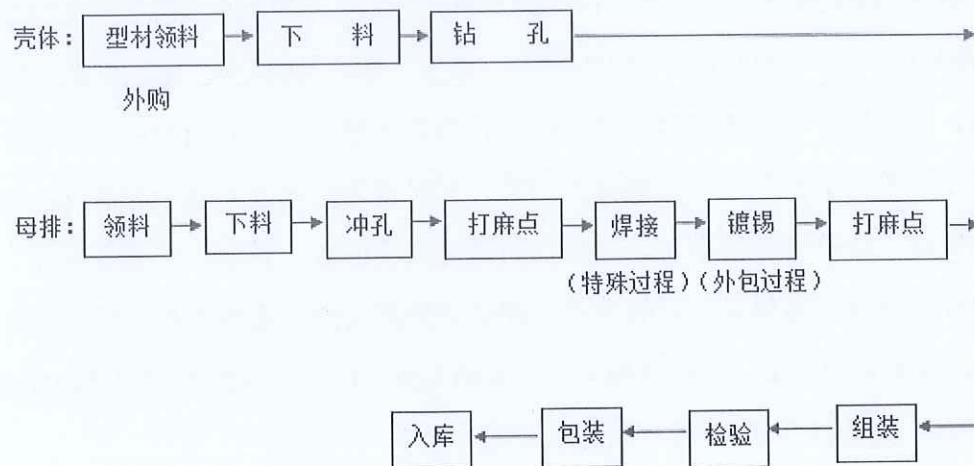 壳体： 型材领料 下 料 钻 孔
外购
母排： 领料 下料 冲孔 打麻点 焊接 镀锡 打麻点
（特殊过程）（外包过程）
入库 包装 检验 组装